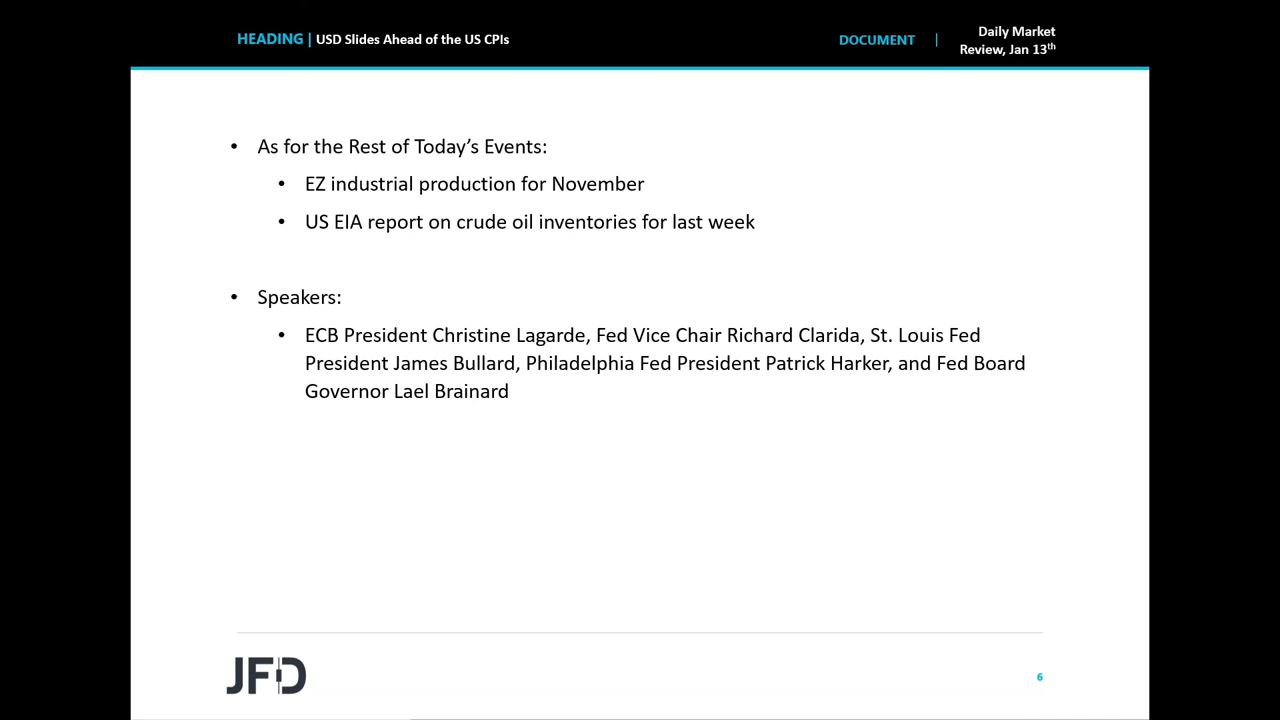 HEADING | USD Slides Ahead of the US CPIs
DOCUMENT |
Daily Market
Review, Jan 13th
• As for the Rest of Today’s Events:
• EZ industrial production for November
• US EIA report on crude oil inventories for last week
• Speakers:
• ECB President Christine Lagarde, Fed Vice Chair Richard Clarida, St. Louis Fed
President James Bullard, Philadelphia Fed President Patrick Harker, and Fed Board
Governor Lael Brainard
JFD
6